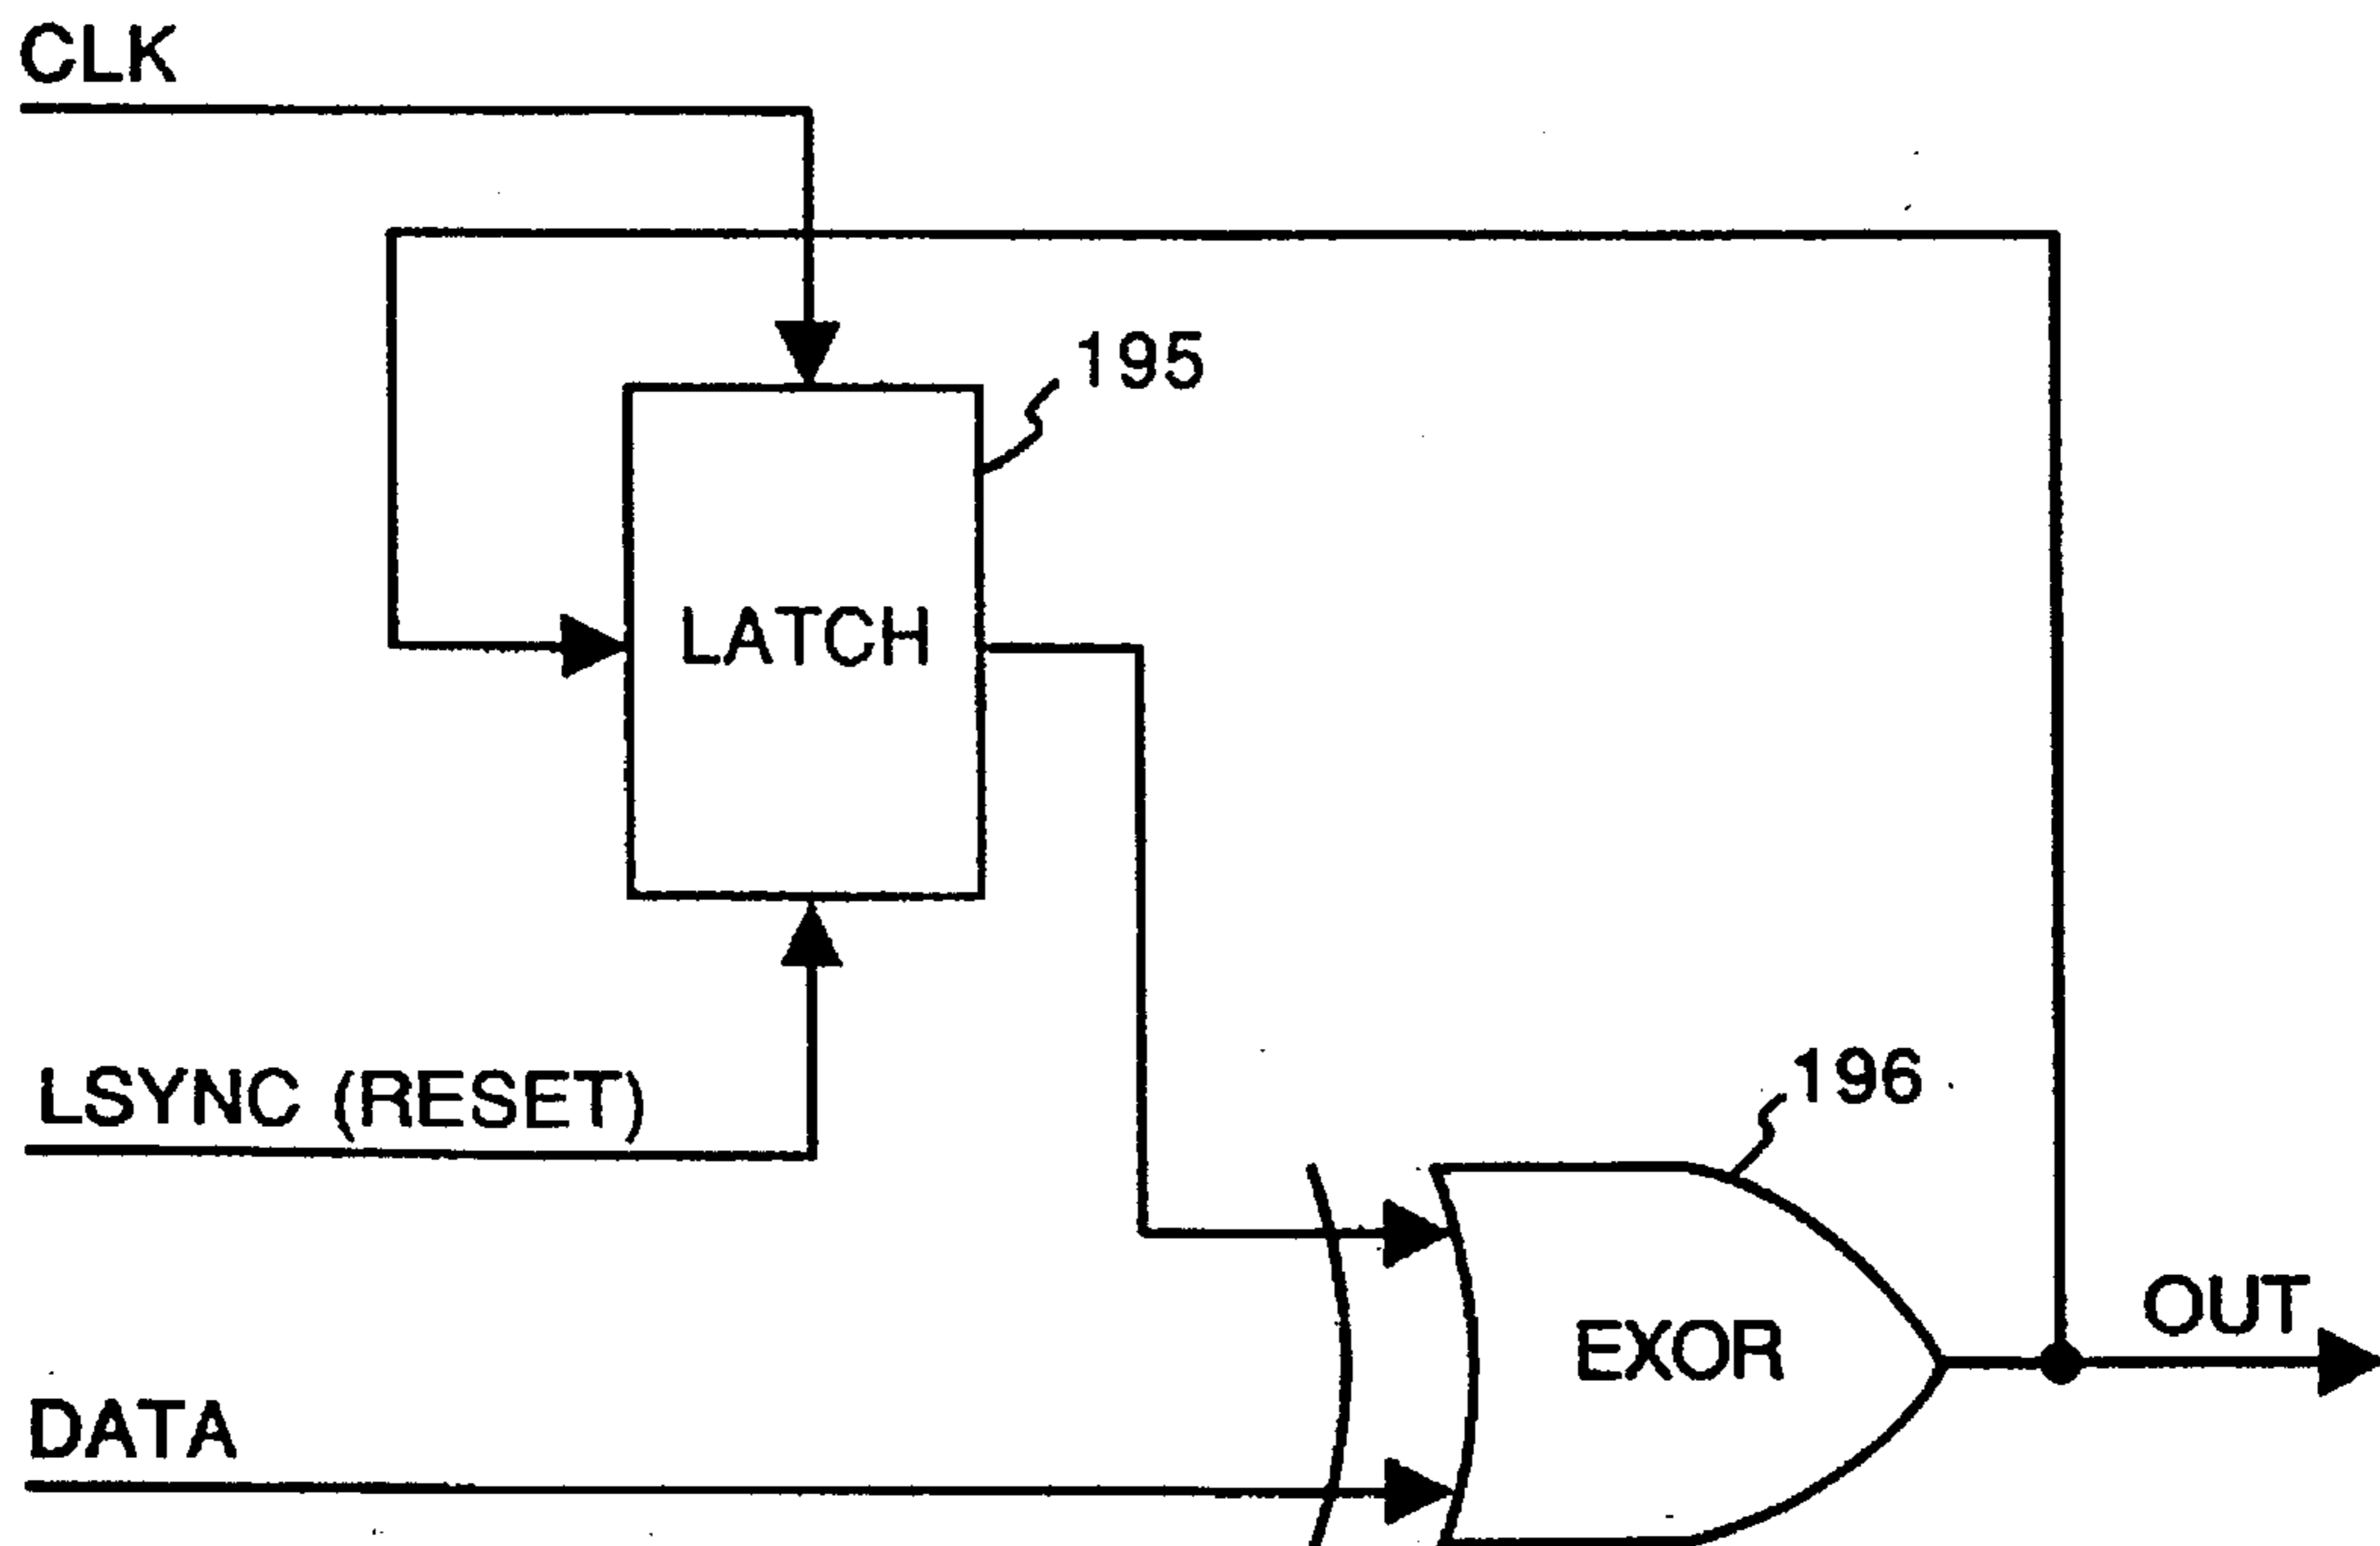 CLK
195
LATCH
LSYNC (RESET)
196
EXOR
OUT
DATA